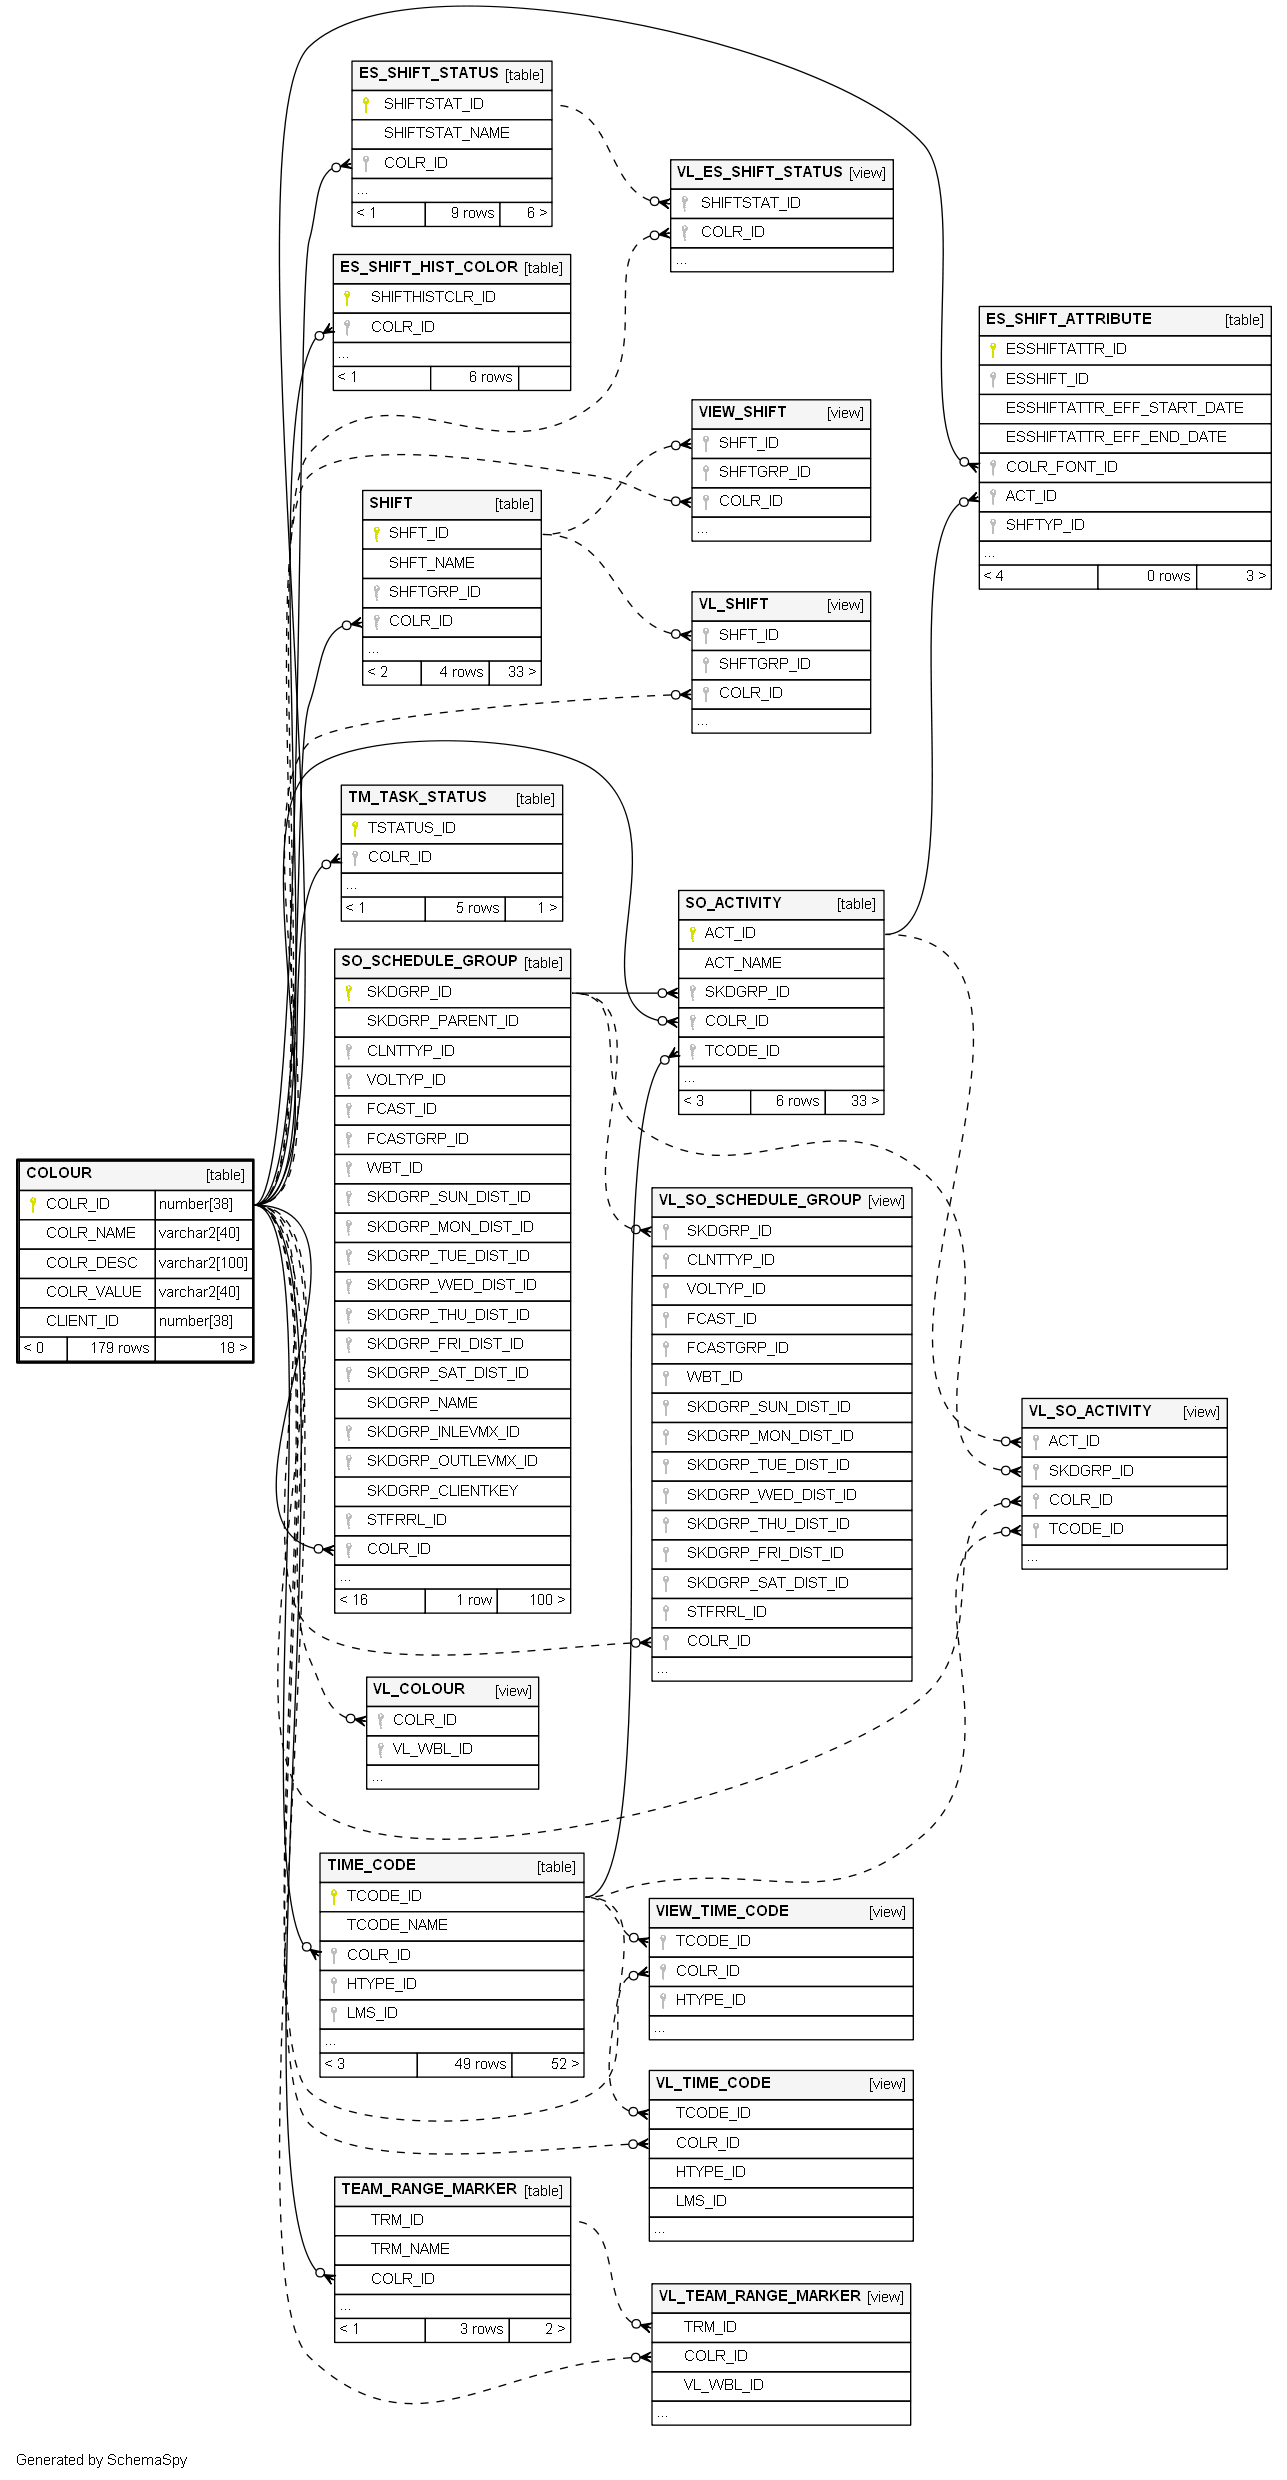 ES_SHIFT_STATUS [table]
SHIFTSTAT_ID
SHIFTSTAT_NAME
COLR_ID
...
< 1 9 rows 6 >
VL_ES_SHIFT_STATUS [view]
SHIFTSTAT_ID
COLR_ID
...
ES_SHIFT_HIST_COLOR [table]
SHIFTHISTCLR_ID
COLR_ID
...
< 1 6 rows
ES_SHIFT_ATTRIBUTE [table]
ESSHIFTATTR_ID
ESSHIFT_ID
ESSHIFTATTR_EFF_START_DATE
ESSHIFTATTR_EFF_END_DATE
COLR_FONT_ID
ACT_ID
SHFTYP_ID
...
< 4 0 rows 3 >
VIEW_SHIFT [view]
SHFT_ID
SHFTGRP_ID
COLR_ID
...
SHIFT [table]
SHFT_ID
SHFT_NAME
SHFTGRP_ID
COLR_ID
...
< 2 4 rows 33 >
VL_SHIFT [view]
SHFT_ID
SHFTGRP_ID
COLR_ID
...
TM_TASK_STATUS [table]
TSTATUS_ID
COLR_ID
...
< 1 5 rows 1 >
SO_ACTIVITY [table]
ACT_ID
ACT_NAME
SKDGRP_ID
COLR_ID
TCODE_ID
...
< 3 6 rows 33 >
SO_SCHEDULE_GROUP [table]
SKDGRP_ID
SKDGRP_PARENT_ID
CLNTTYP_ID
VOLTYP_ID
FCAST_ID
FCASTGRP_ID
WBT_ID
SKDGRP_SUN_DIST_ID
SKDGRP_MON_DIST_ID
SKDGRP_TUE_DIST_ID
SKDGRP_WED_DIST_ID
SKDGRP_THU_DIST_ID
SKDGRP_FRI_DIST_ID
SKDGRP_SAT_DIST_ID
SKDGRP_NAME
SKDGRP_INLEVMX_ID
SKDGRP_OUTLEVMX_ID
SKDGRP_CLIENTKEY
STFRRL_ID
COLR_ID
...
< 16 1 row 100 >
COLOUR [table]
COLR_ID number[38]
COLR_NAME varchar2[40]
COLR_DESC varchar2[100]
COLR_VALUE varchar2[40]
CLIENT_ID number[38]
< 0 179 rows 18 >
VL_SO_SCHEDULE_GROUP [view]
SKDGRP_ID
CLNTTYP_ID
VOLTYP_ID
FCAST_ID
FCASTGRP_ID
WBT_ID
SKDGRP_SUN_DIST_ID
SKDGRP_MON_DIST_ID
SKDGRP_TUE_DIST_ID
SKDGRP_WED_DIST_ID
SKDGRP_THU_DIST_ID
SKDGRP_FRI_DIST_ID
SKDGRP_SAT_DIST_ID
STFRRL_ID
COLR_ID
...
VL_SO_ACTIVITY [view]
ACT_ID
SKDGRP_ID
COLR_ID
TCODE_ID
...
VL_COLOUR [view]
COLR_ID
VL_WBL_ID
...
TIME_CODE [table]
TCODE_ID
TCODE_NAME
COLR_ID
HTYPE_ID
LMS_ID
...
< 3 49 rows 52 >
VIEW_TIME_CODE [view]
TCODE_ID
COLR_ID
HTYPE_ID
...
VL_TIME_CODE [view]
TCODE_ID
COLR_ID
HTYPE_ID
LMS_ID
...
TEAM_RANGE_MARKER [table]
TRM_ID
TRM_NAME
COLR_ID
...
< 1 3 rows 2 >
VL_TEAM_RANGE_MARKER [view]
TRM_ID
COLR_ID
VL_WBL_ID
...
Generated by SchemaSpy